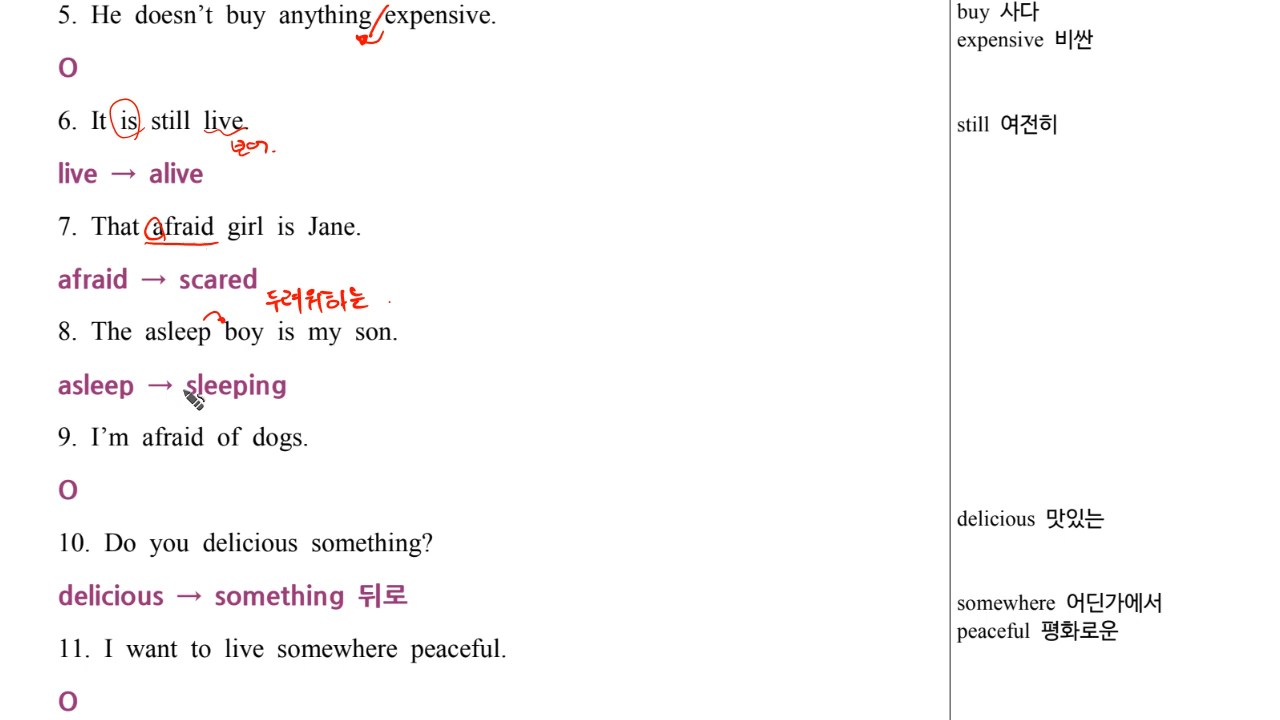 5. He doesn't buy anything expensive.
O
6. It is still live.
보어.
live → alive
7. That afraid girl is Jane.
afraid → scared
두려워하는
8. The asleep boy is my son.
asleep → sleeping
9. I'm afraid of dogs.
O
10. Do you delicious something?
delicious → something 뒤로
11. I want to live somewhere peaceful.
O
buy 사다
expensive 비싼
still 여전히
delicious 맛있는
somewhere 어딘가에서
peaceful 평화로운